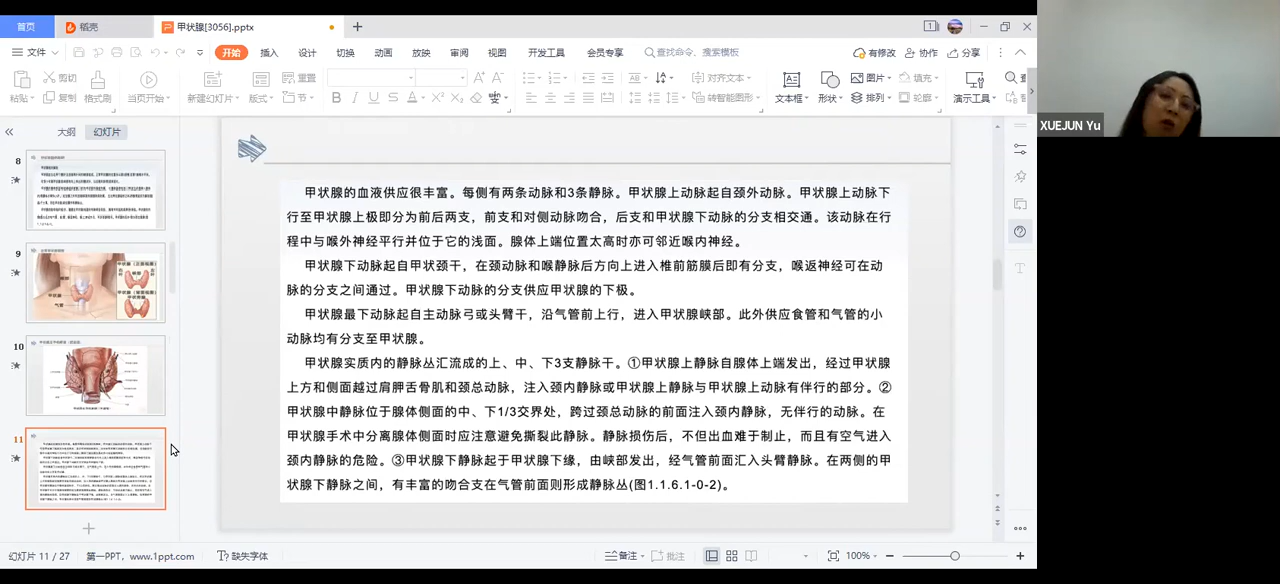 首页 稻壳 甲状腺[3056].pptx
文件 开始 插入 设计 切换 动画 放映 审阅 视图 开发工具 会员专享 查找命令、搜索模板 有修改 协作 分享
剪切 重置 对齐文本 图片 填充
粘贴 复制 格式刷 当页开始 新建幻灯片 版式 节 转智能图形 文本框 形状 排列 轮廓 演示工具
大纲 幻灯片
XUEJUN Yu
8
9
10
11
甲状腺的血液供应很丰富。每侧有两条动脉和3条静脉。甲状腺上动脉起自颈外动脉。甲状腺上动脉下
行至甲状腺上极即分为前后两支，前支和对侧动脉吻合，后支和甲状腺下动脉的分支相交通。该动脉在行
程中与喉外神经平行并位于它的浅面。腺体上端位置太高时亦可邻近喉内神经。
甲状腺下动脉起自甲状颈干，在颈动脉和喉静脉后方向上进入椎前筋膜后即有分支，喉返神经可在动
脉的分支之间通过。甲状腺下动脉的分支供应甲状腺的下极。
甲状腺最下动脉起自主动脉弓或头臂干，沿气管前上行，进入甲状腺峡部。此外供应食管和气管的小
动脉均有分支至甲状腺。
甲状腺实质内的静脉丛汇流成的上、中、下3支静脉干。①甲状腺上静脉自腺体上端发出，经过甲状腺
上方和侧面越过肩胛舌骨肌和颈总动脉，注入颈内静脉或甲状腺上静脉与甲状腺上动脉有伴行的部分。②
甲状腺中静脉位于腺体侧面的中、下1/3交界处，跨过颈总动脉的前面注入颈内静脉，无伴行的动脉。在
甲状腺手术中分离腺体侧面时应注意避免撕裂此静脉。静脉损伤后，不但出血难于制止，而且有空气进入
颈内静脉的危险。③甲状腺下静脉在甲状腺下缘，由峡部发出，经气管前面汇入头臂静脉。在两侧的甲
状腺下静脉之间，有丰富的吻合支在气管前面则形成静脉丛(图1.1.6.1-0-2)。
幻灯片 11 / 27 第一PPT，www.1ppt.com 缺失字体 备注 批注 100%